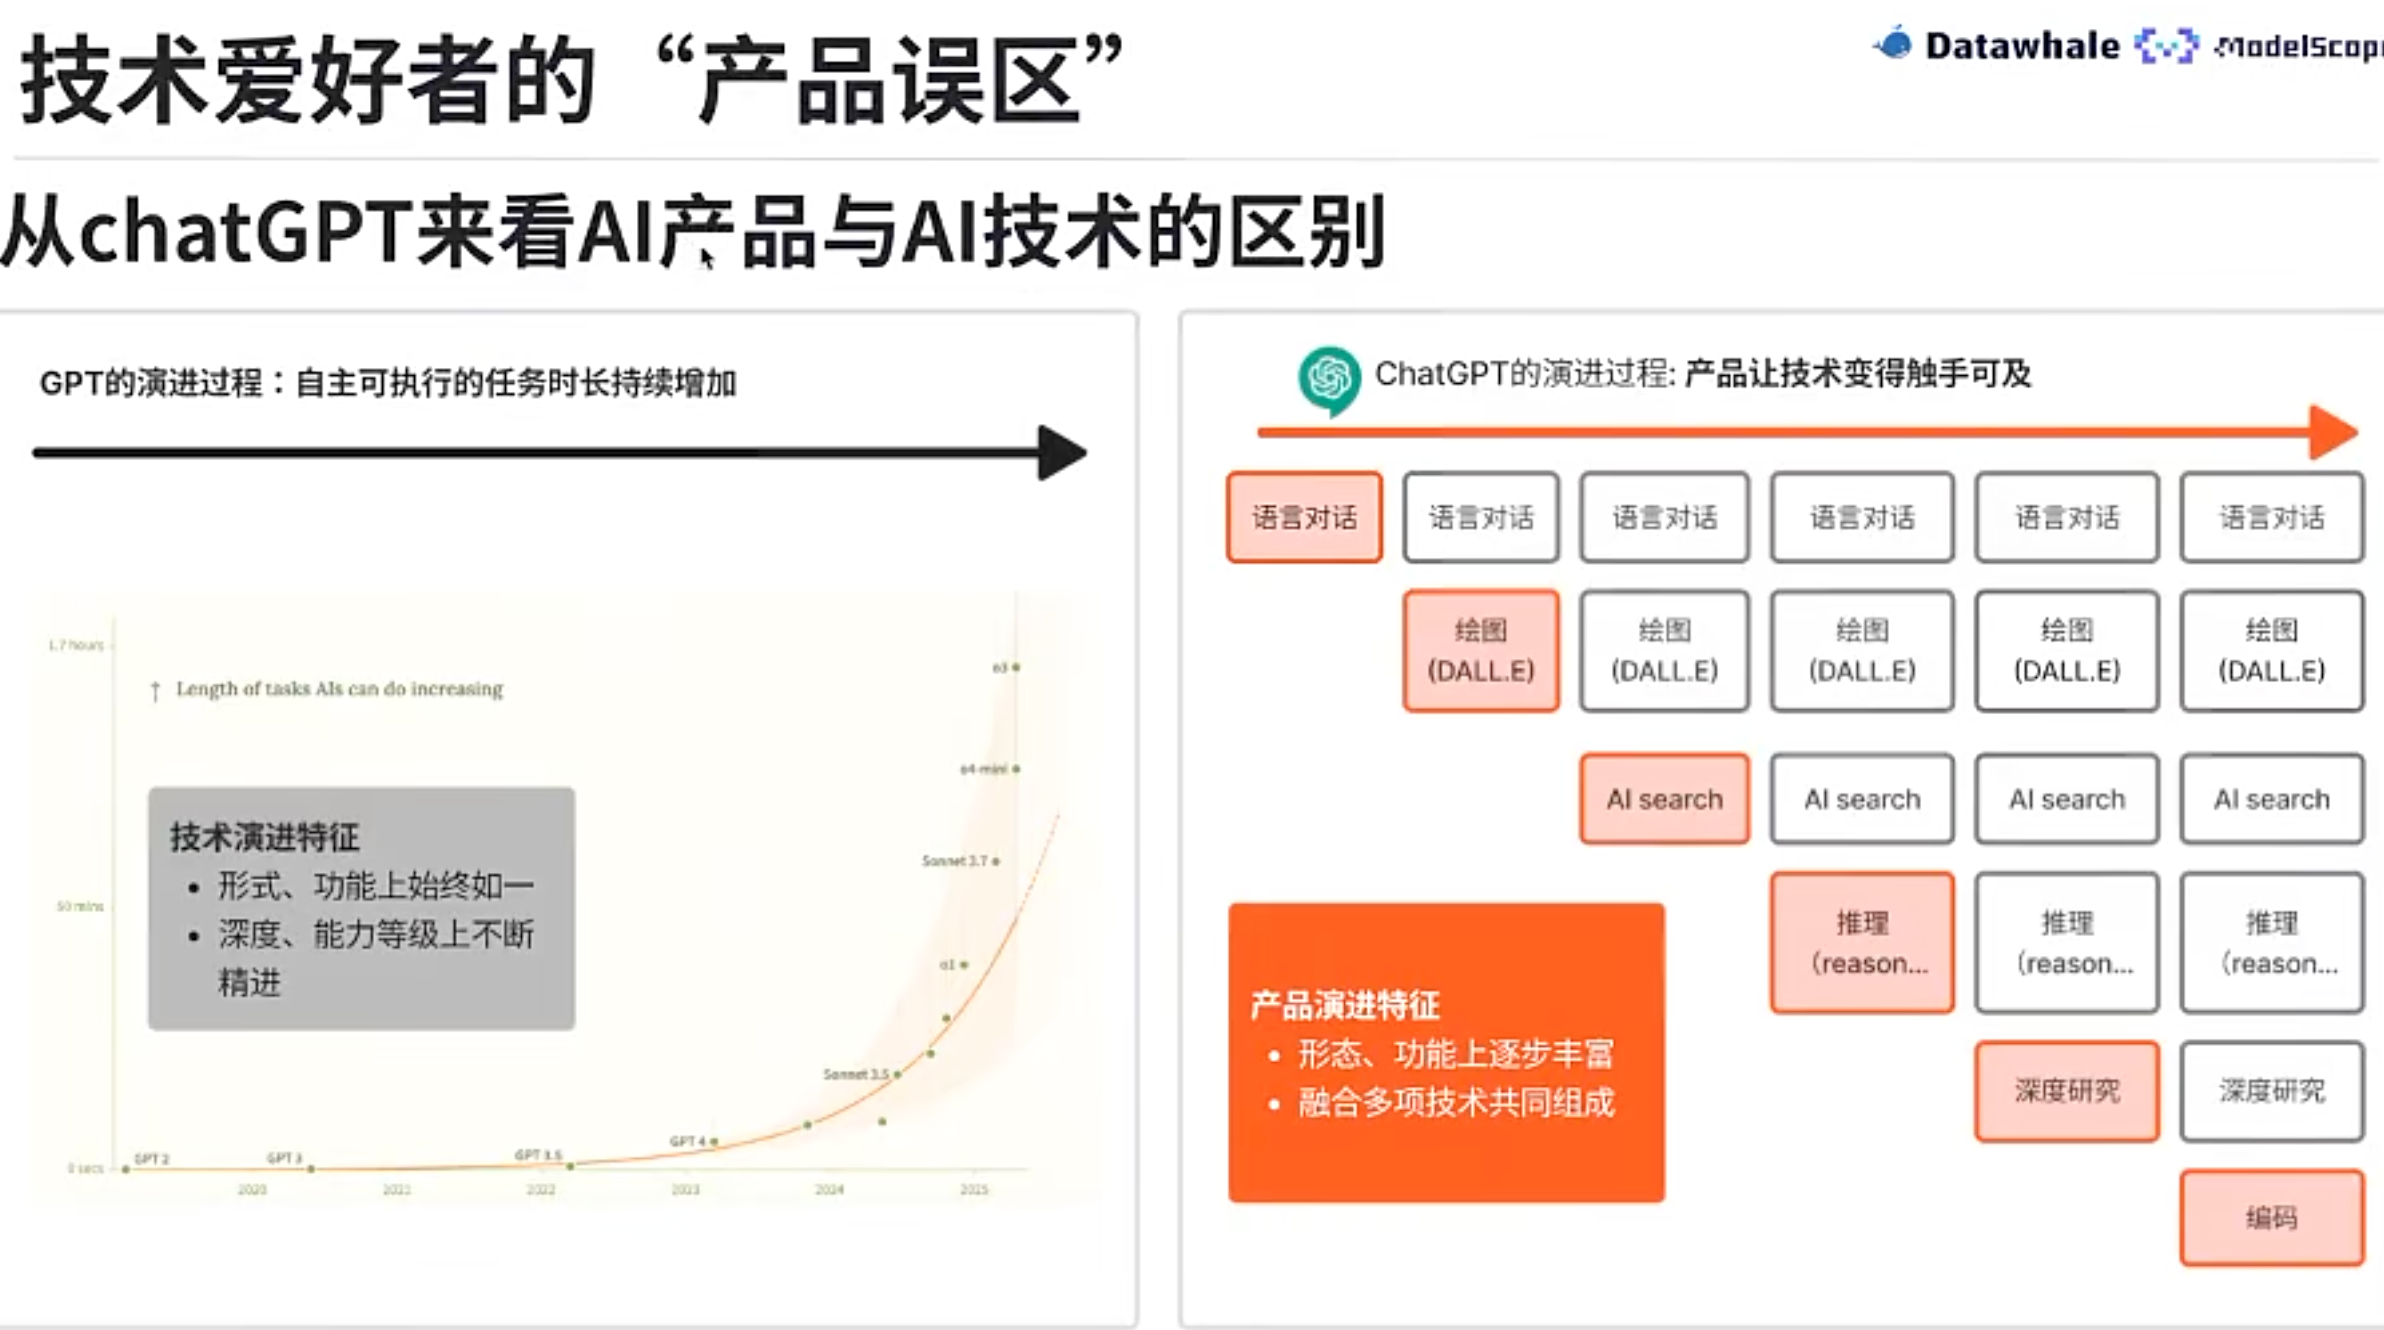 技术爱好者的“产品误区”
Datawhale
ModelScope
从chatGPT来看AI产品与AI技术的区别
GPT的演进过程：自主可执行的任务时长持续增加
1.7 hours
↑ Length of tasks AIs can do increasing
o3
o4-mini
技术演进特征
• 形式、功能上始终如一
• 深度、能力等级上不断
精进
Sonnet 3.7
50 mins
o1
Sonnet 3.5
GPT 4
GPT 3.5
GPT 3
GPT 2
0 secs
2020 2021 2022 2023 2024 2025
ChatGPT的演进过程: 产品让技术变得触手可及
语言对话 语言对话 语言对话 语言对话 语言对话 语言对话
绘图 绘图 绘图 绘图 绘图
(DALL.E) (DALL.E) (DALL.E) (DALL.E) (DALL.E)
AI search AI search AI search AI search
推理 推理 推理
（reason... （reason... （reason...
产品演进特征
• 形态、功能上逐步丰富
• 融合多项技术共同组成
深度研究 深度研究
编码